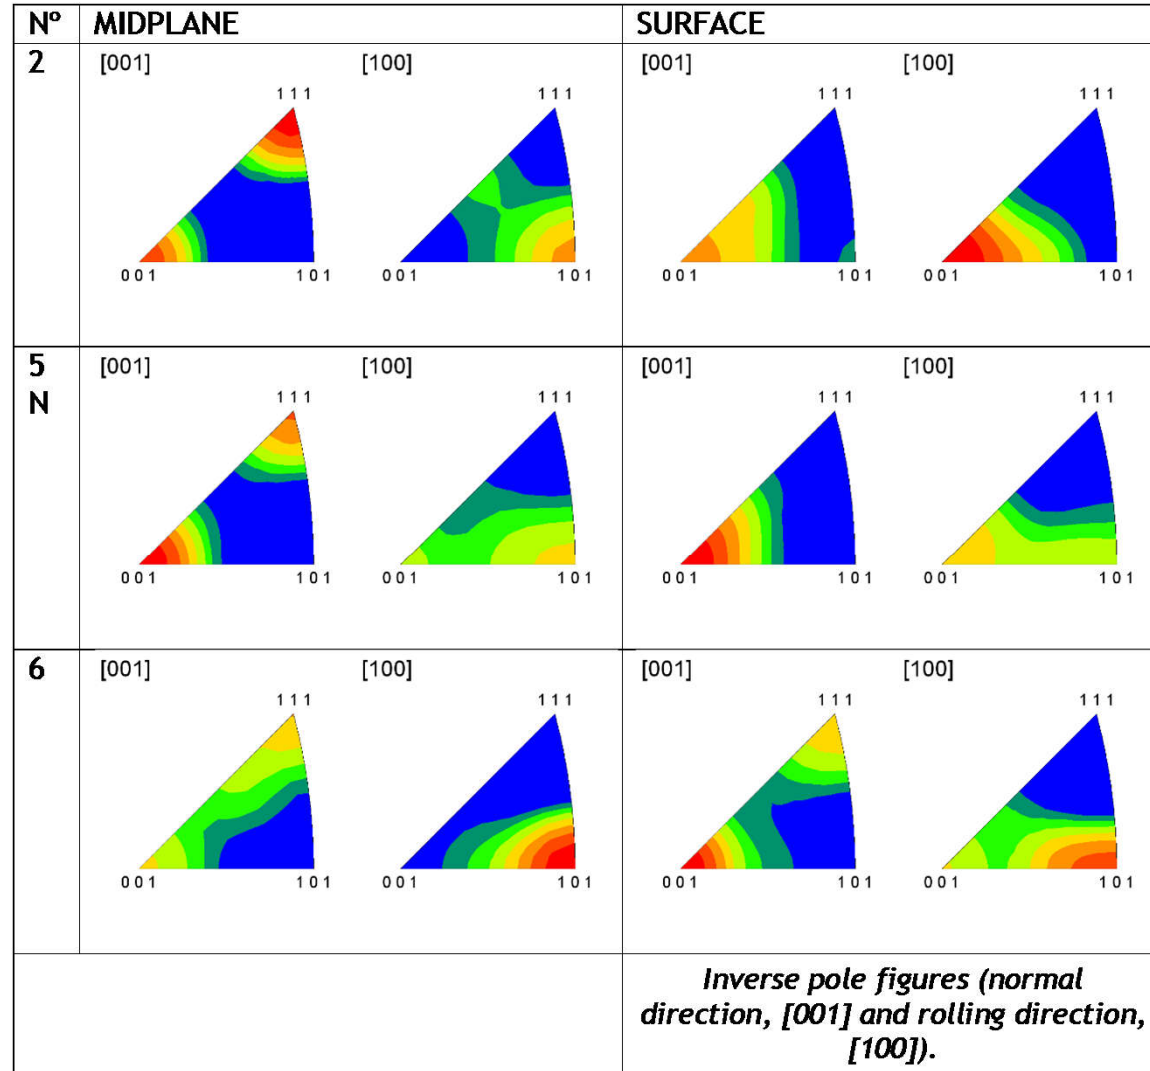 Nº MIDPLANE SURFACE
2 [001] [100] [001] [100]
111 111 111 111
001 101 001 101 001 101 001 101
5 [001] [100] [001] [100]
N
111 111 111 111
001 101 001 101 001 101 001 101
6 [001] [100] [001] [100]
111 111 111 111
001 101 001 101 001 101 001 101
Inverse pole figures (normal
direction, [001] and rolling direction,
[100]).